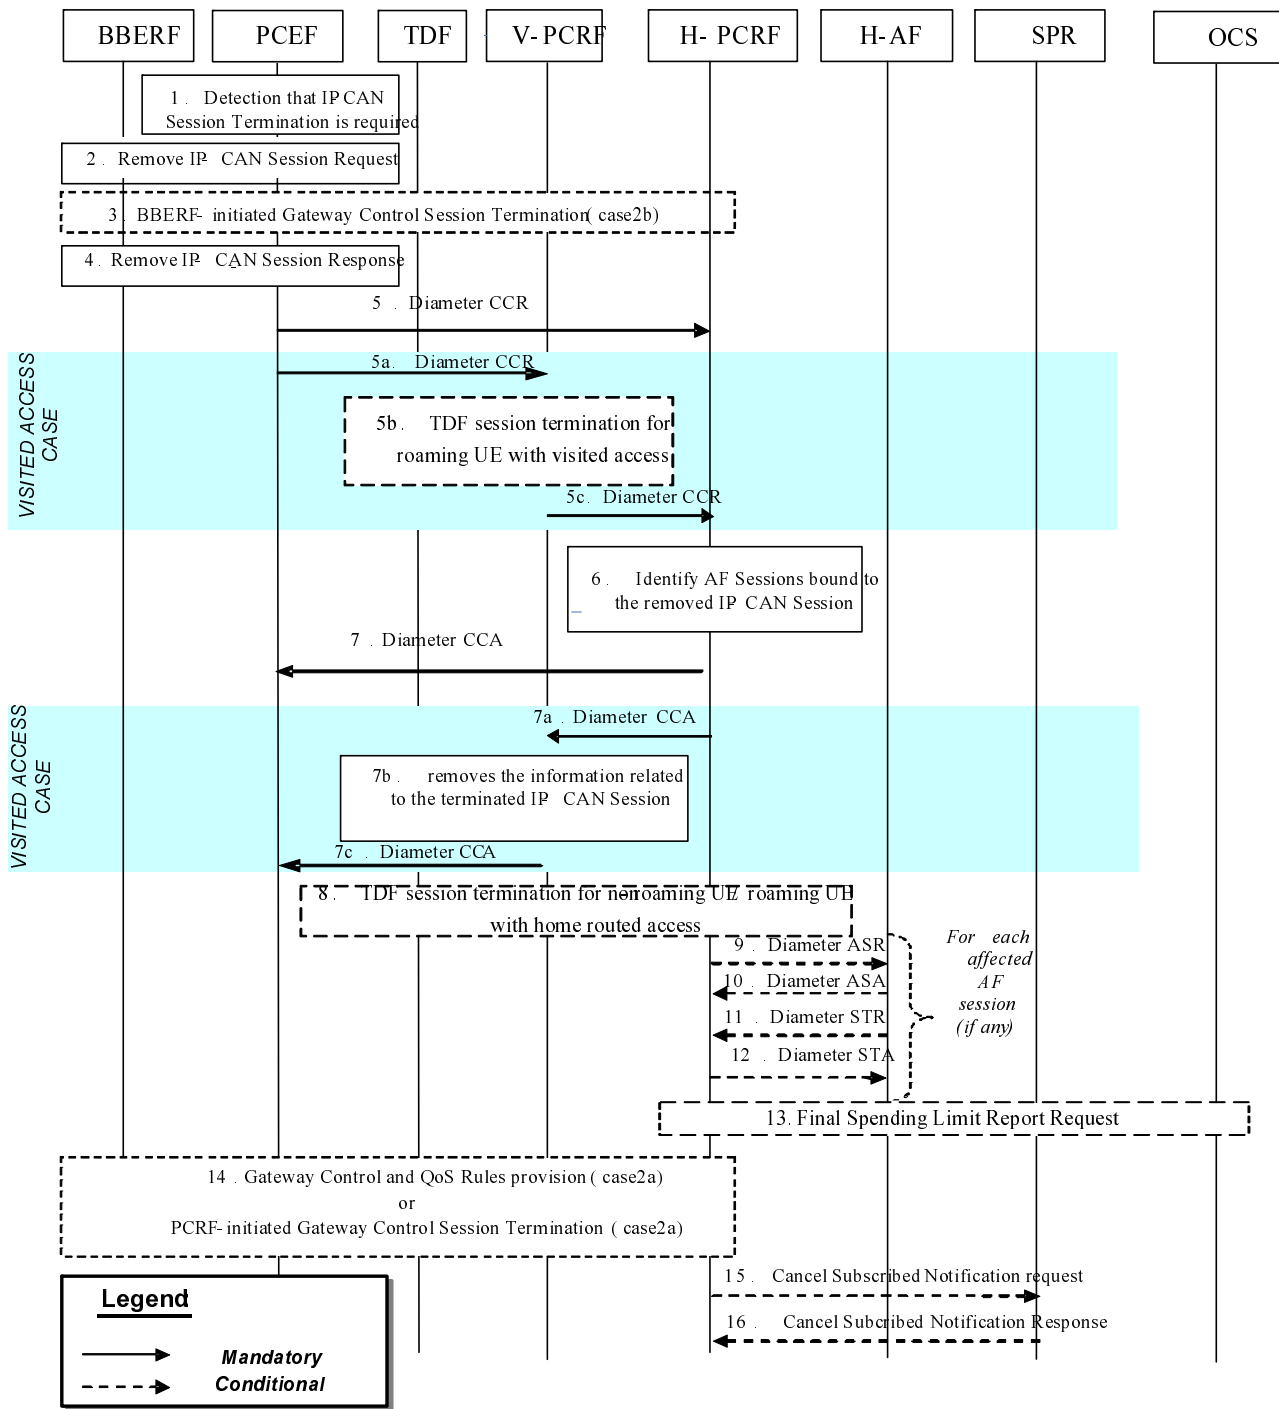 BBERF PCEF TDF V-PCRF H-PCRF H-AF SPR OCS
1. Detection that IP CAN
Session Termination is required
2. Remove IP-CAN Session Request
3. BBERF-initiated Gateway Control Session Termination( case2b)
4. Remove IP-CAN Session Response
5. Diameter CCR
VISITED ACCESS
CASE
5a. Diameter CCR
5b. TDF session termination for
roaming UE with visited access
5c. Diameter CCR
6. Identify AF Sessions bound to
the removed IP-CAN Session
7. Diameter CCA
VISITED ACCESS
CASE
7a. Diameter CCA
7b. removes the information related
to the terminated IP-CAN Session
7c. Diameter CCA
8. TDF session termination for non-roaming UE/ roaming UE
with home routed access
9. Diameter ASR
10. Diameter ASA
11. Diameter STR
12. Diameter STA
For each
affected
AF
session
(if any)
13. Final Spending Limit Report Request
14. Gateway Control and QoS Rules provision ( case2a)
or
PCRF-initiated Gateway Control Session Termination ( case2a)
15. Cancel Subscribed Notification request
16. Cancel Subcribed Notification Response
Legend:
Mandatory
Conditional